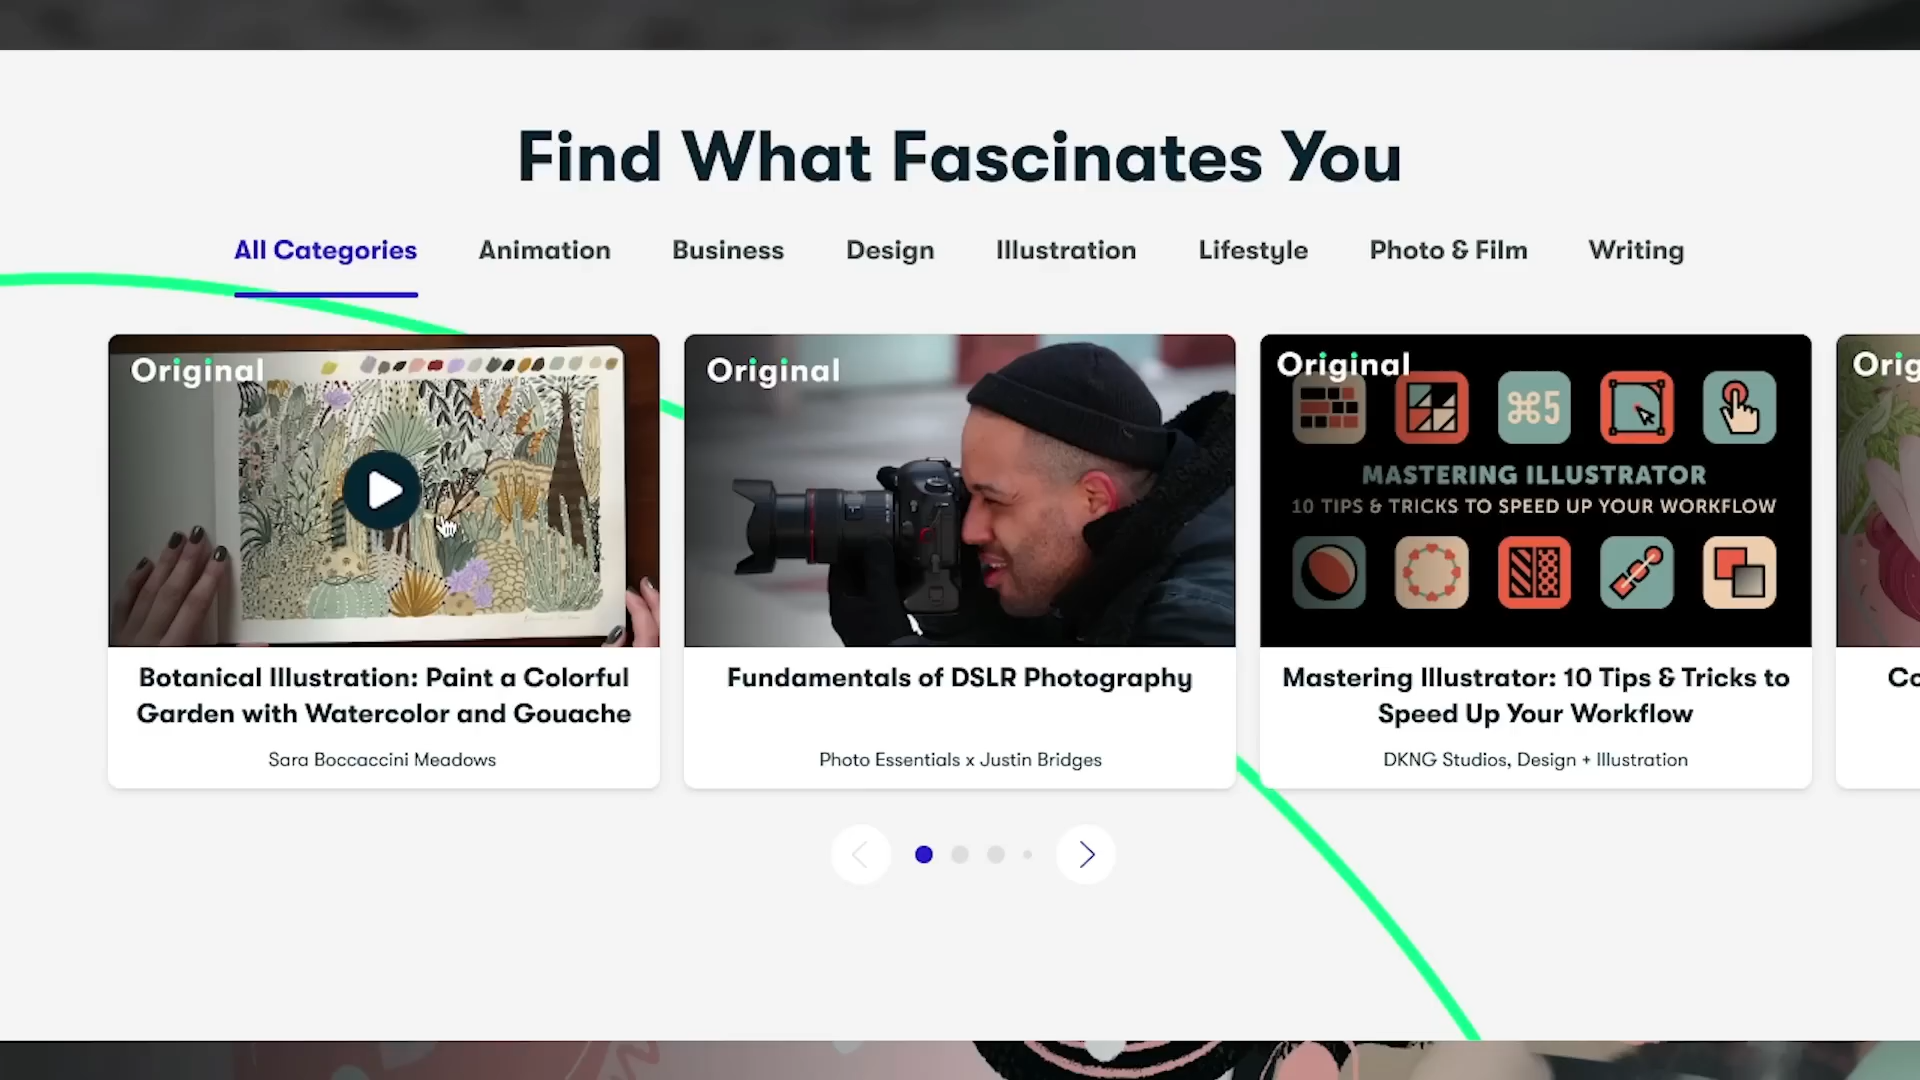 Find What Fascinates You
All Categories Animation Business Design Illustration Lifestyle Photo & Film Writing
Original
Original
Original
⌘5
MASTERING ILLUSTRATOR
10 TIPS & TRICKS TO SPEED UP YOUR WORKFLOW
Orig
Botanical Illustration: Paint a Colorful
Garden with Watercolor and Gouache
Sara Boccaccini Meadows
Fundamentals of DSLR Photography
Photo Essentials x Justin Bridges
Mastering Illustrator: 10 Tips & Tricks to
Speed Up Your Workflow
DKNG Studios, Design + Illustration
Co